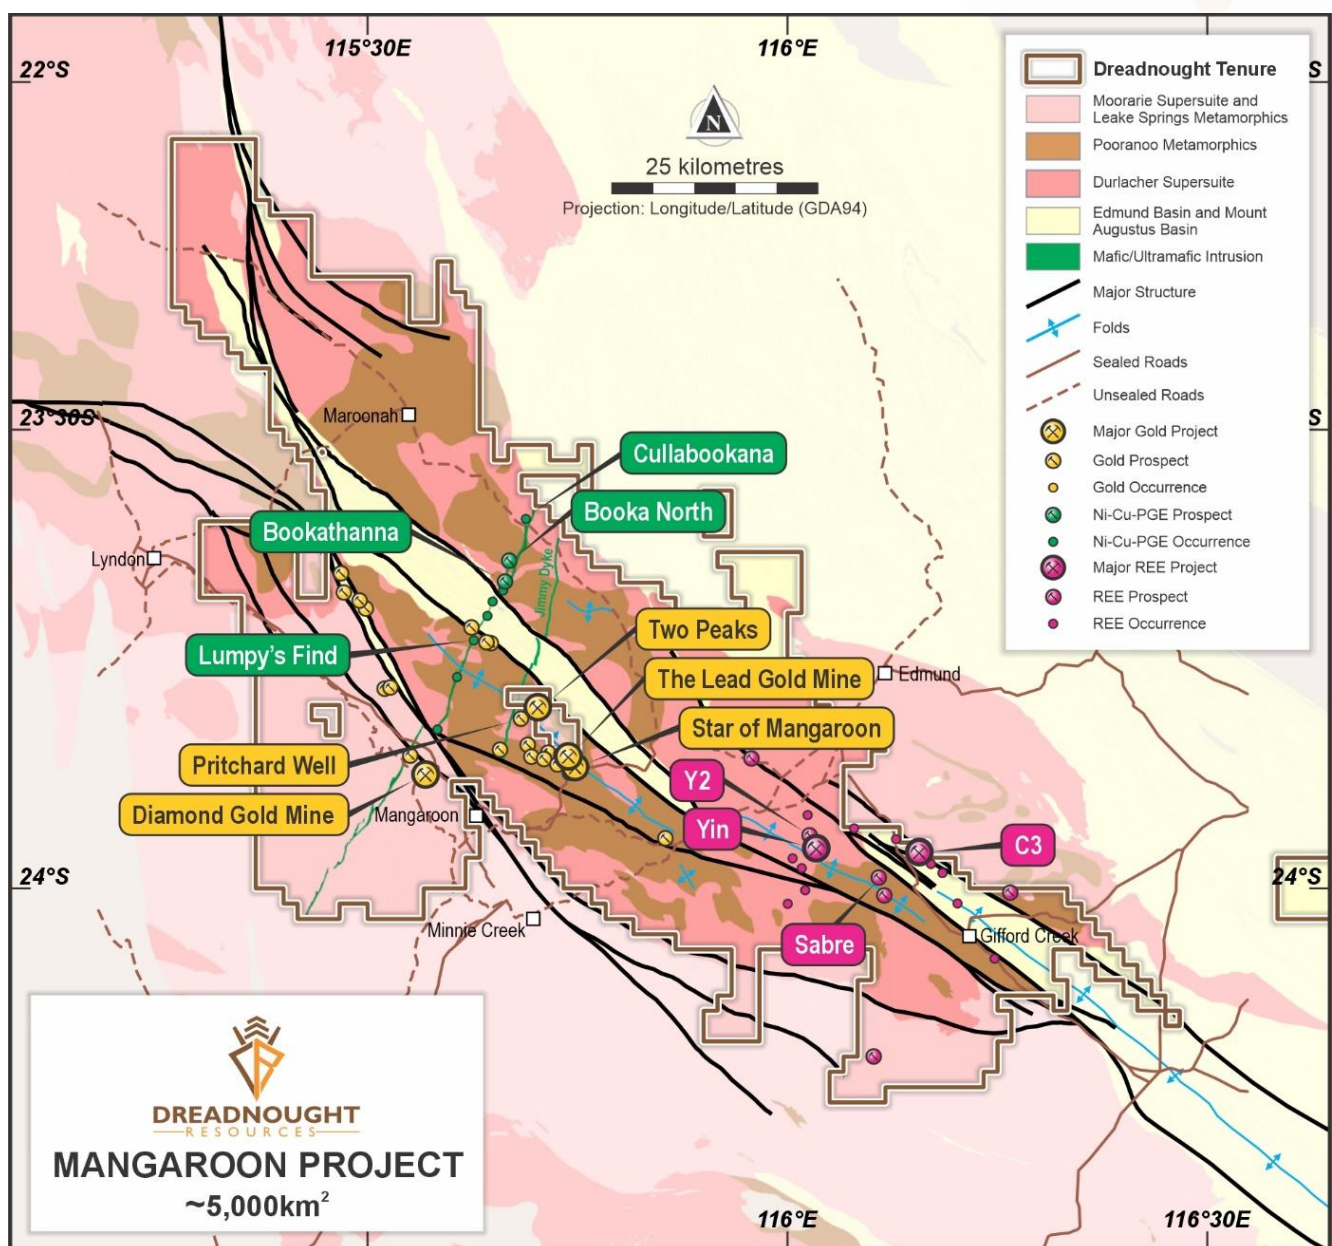 115°30E
116°E
22°S
S
N
25 kilometres
Projection: Longitude/Latitude (GDA94)
Dreadnought Tenure
Moorarie Supersuite and
Leake Springs Metamorphics
Pooranoo Metamorphics
Durlacher Supersuite
Edmund Basin and Mount
Augustus Basin
Mafic/Ultramafic Intrusion
Major Structure
Folds
Sealed Roads
Unsealed Roads
Major Gold Project
Gold Prospect
Gold Occurrence
Ni-Cu-PGE Prospect
Ni-Cu-PGE Occurrence
Major REE Project
REE Prospect
REE Occurrence
23°30S
S
Maroonah
Cullabookana
Booka North
Bookathanna
Lyndon
Jimmy Dyke
Two Peaks
Lumpy's Find
The Lead Gold Mine
Edmund
Star of Mangaroon
Pritchard Well
Y2
Diamond Gold Mine
Mangaroon
Yin
C3
24°S
24°S
Minnie Creek
Sabre
Gifford Creek
DREADNOUGHT
RESOURCES
MANGAROON PROJECT
~5,000km²
116°E
116°30E